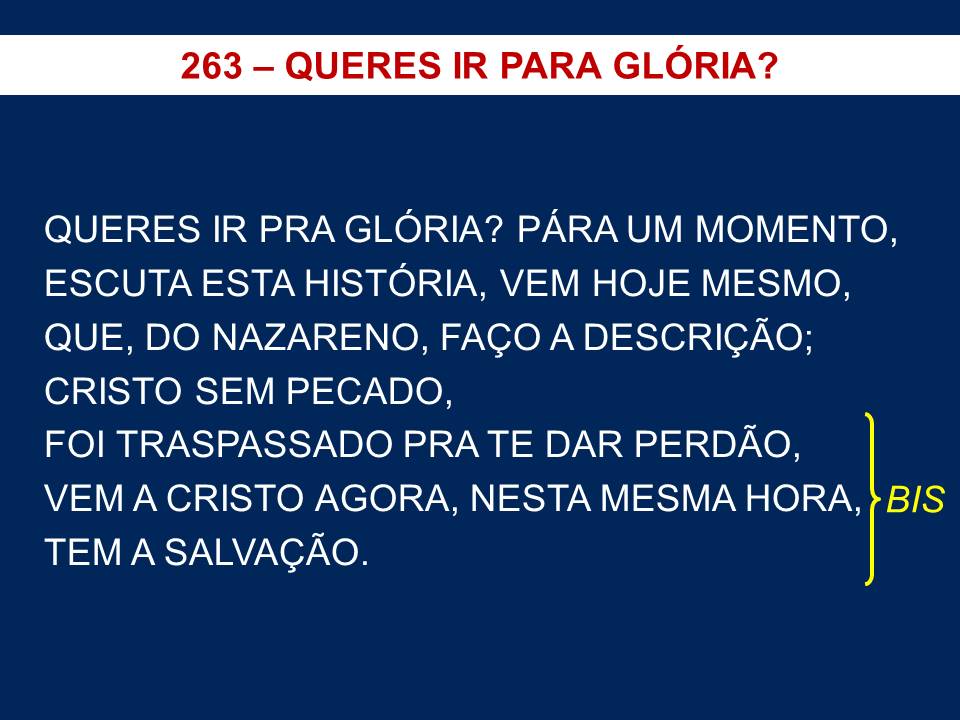 263 – QUERES IR PARA GLÓRIA?
QUERES IR PRA GLÓRIA? PÁRA UM MOMENTO,
ESCUTA ESTA HISTÓRIA, VEM HOJE MESMO,
QUE, DO NAZARENO, FAÇO A DESCRIÇÃO;
CRISTO SEM PECADO,
FOI TRASPASSADO PRA TE DAR PERDÃO,
VEM A CRISTO AGORA, NESTA MESMA HORA,
BIS
TEM A SALVAÇÃO.